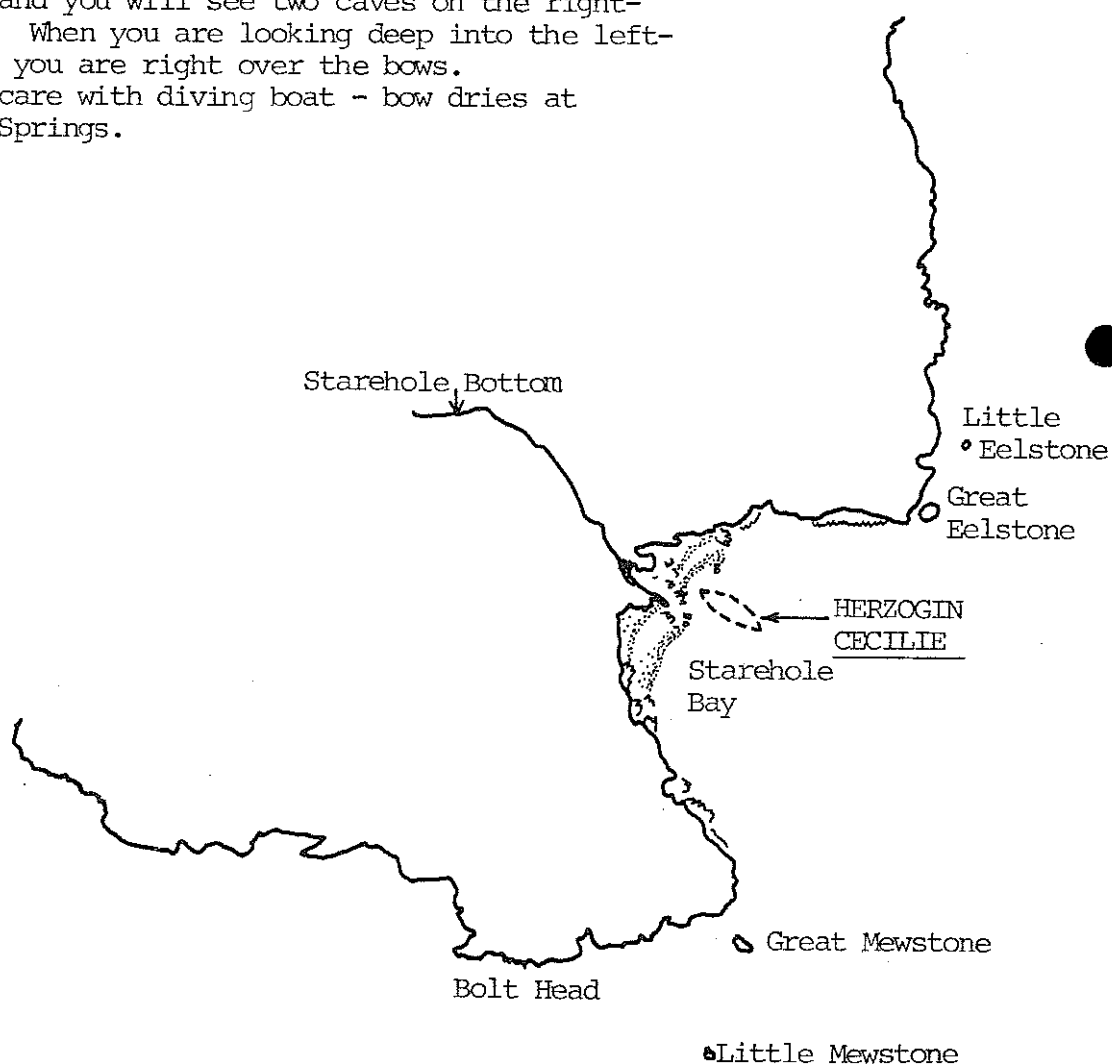 and you will see two caves on the right-
When you are looking deep into the left-
you are right over the bows.
care with diving boat - bow dries at
Springs.
Starehole Bottom
Little
Eelstone
Great
Eelstone
HERZOGIN
CECILIE
Starehole
Bay
Great Mewstone
Bolt Head
Little Mewstone